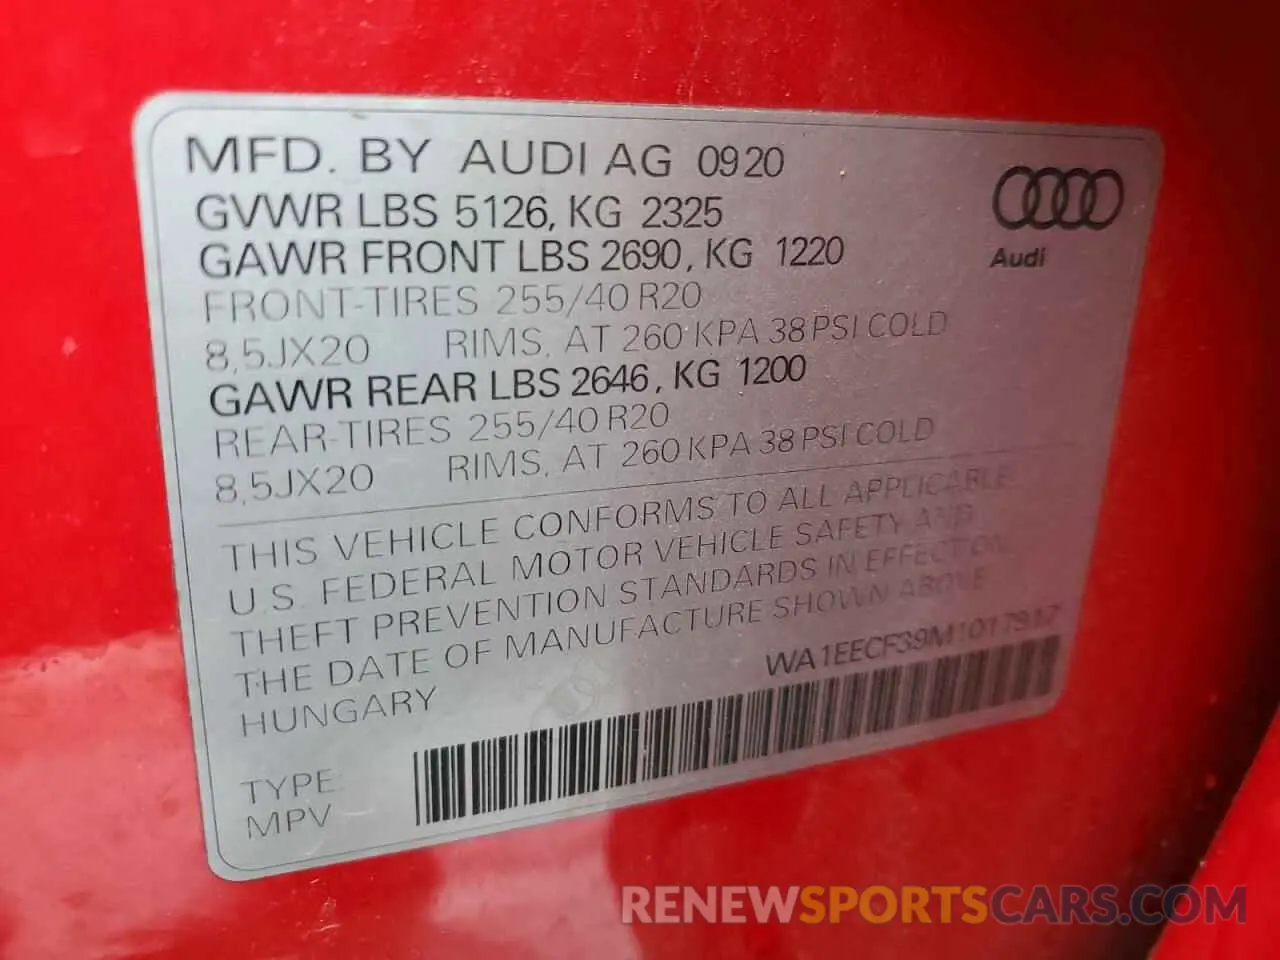 MFD. BY AUDI AG 0920
GVWR LBS 5126, KG 2325
GAWR FRONT LBS 2690, KG 1220
FRONT-TIRES 255/40 R20
8,5JX20 RIMS, AT 260 KPA 38 PSI COLD
GAWR REAR LBS 2646, KG 1200
REAR-TIRES 255/40 R20
8,5JX20 RIMS, AT 260 KPA 38 PSI COLD
THIS VEHICLE CONFORMS TO ALL APPLICABLE
U.S. FEDERAL MOTOR VEHICLE SAFETY AND
THEFT PREVENTION STANDARDS IN EFFECT ON
THE DATE OF MANUFACTURE SHOWN ABOVE
HUNGARY
WA1EECF39M1017917
TYPE:
MPV
Audi
RENEWSPORTSCARS.COM